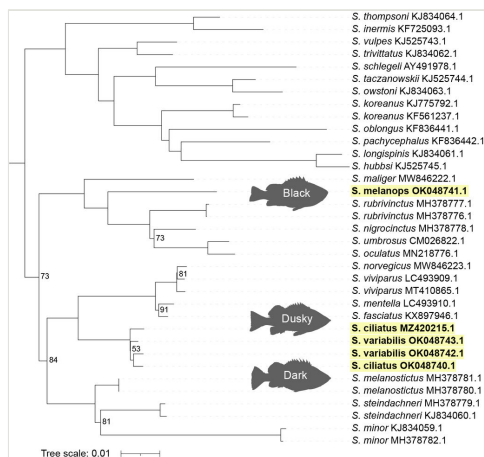 S. thompsoni KJ834064.1
S. inermis KF725093.1
S. vulpes KJ525743.1
S. trivittatus KJ834062.1
S. schlegeli AY491978.1
S. taczanowskii KJ525744.1
S. owstoni KJ834063.1
S. koreanus KJ775792.1
S. koreanus KF561237.1
S. oblongus KF836441.1
S. pachycephalus KF836442.1
S. longispinis KJ834061.1
S. hubbsi KJ525745.1
S. maliger MW846222.1
Black
S. melanops OK048741.1
S. rubrivinctus MH378777.1
S. rubrivinctus MH378776.1
S. nigrocinctus MH378778.1
73
S. umbrosus CM026822.1
S. oculatus MN218776.1
S. norvegicus MW846223.1
81
73
S. viviparus LC493909.1
S. viviparus MT410865.1
S. mentella LC493910.1
91
S. fasciatus KX897946.1
Dusky
S. ciliatus MZ420215.1
S. variabilis OK048743.1
53
S. variabilis OK048742.1
84
S. ciliatus OK048740.1
Dark
S. melanostictus MH378781.1
S. melanostictus MH378780.1
S. steindachneri MH378779.1
81
S. steindachneri KJ834060.1
S. minor KJ834059.1
S. minor MH378782.1
Tree scale: 0.01